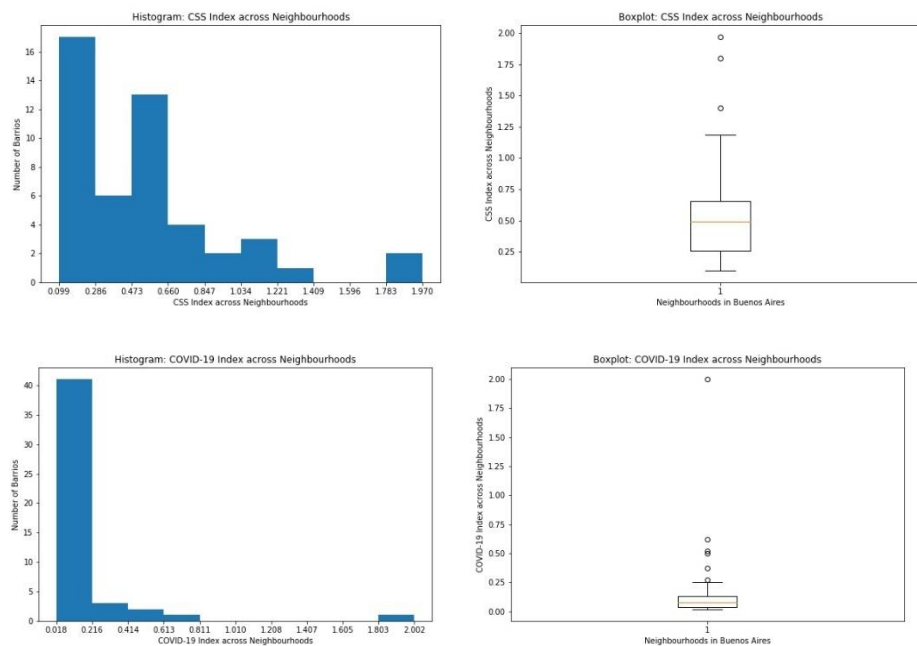 Histogram: CSS Index across Neighbourhoods
Number of Barrios
16
14
12
10
8
6
4
2
0
0.099 0.286 0.473 0.660 0.847 1.034 1.221 1.409 1.596 1.783 1.970
CSS Index across Neighbourhoods
Boxplot: CSS Index across Neighbourhoods
CSS Index across Neighbourhoods
2.00
1.75
1.50
1.25
1.00
0.75
0.50
0.25
1
Neighbourhoods in Buenos Aires
Histogram: COVID-19 Index across Neighbourhoods
Number of Barrios
40
35
30
25
20
15
10
5
0
0.018 0.216 0.414 0.613 0.811 1.010 1.208 1.407 1.605 1.803 2.002
COVID-19 Index across Neighbourhoods
Boxplot: COVID-19 Index across Neighbourhoods
COVID-19 Index across Neighbourhoods
2.00
1.75
1.50
1.25
1.00
0.75
0.50
0.25
0.00
1
Neighbourhoods in Buenos Aires